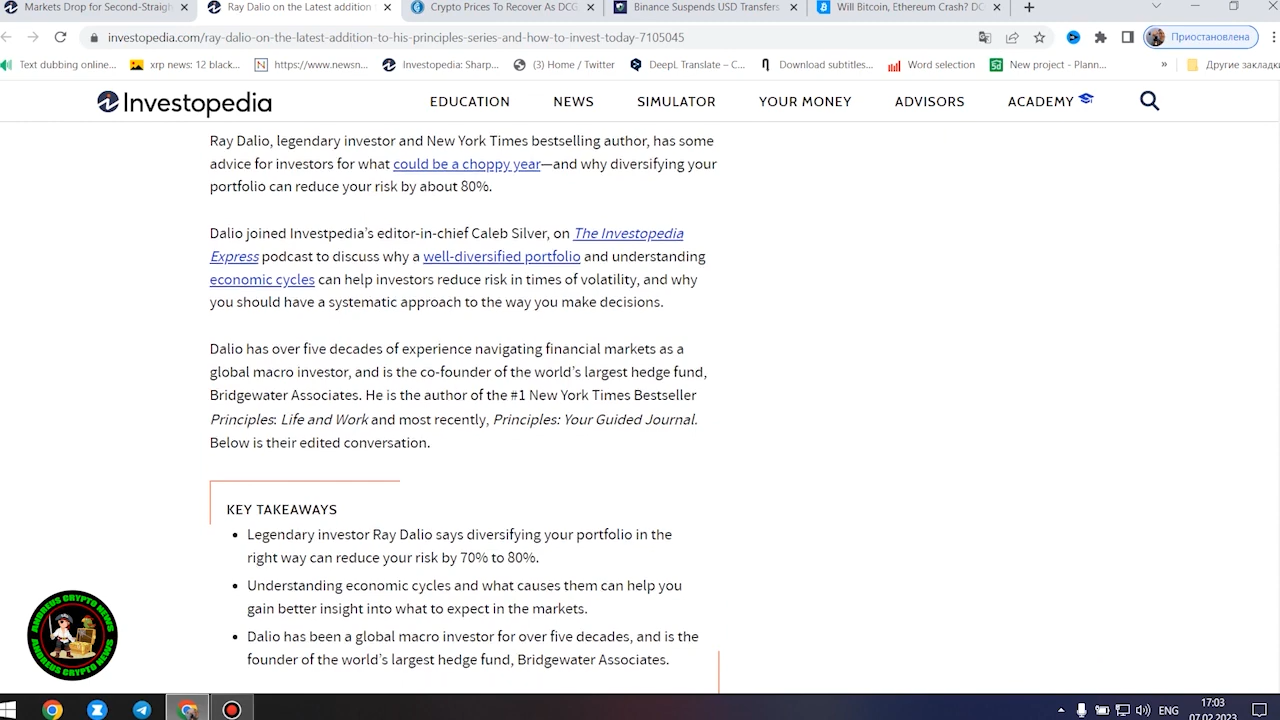 Markets Drop for Second-Straigh
Ray Dalio on the Latest addition
Crypto Prices To Recover As DCG
Binance Suspends USD Transfers
Will Bitcoin, Ethereum Crash? DC
investopedia.com/ray-dalio-on-the-latest-addition-to-his-principles-series-and-how-to-invest-today-7105045
Приостановлена
Text dubbing online...
xrp news: 12 black...
https://www.newsn...
Investopedia: Sharp...
(3) Home / Twitter
DeepL Translate – C...
Download subtitles...
Word selection
New project - Plann...
»
Другие закладки
Investopedia
EDUCATION
NEWS
SIMULATOR
YOUR MONEY
ADVISORS
ACADEMY
Ray Dalio, legendary investor and New York Times bestselling author, has some
advice for investors for what could be a choppy year—and why diversifying your
portfolio can reduce your risk by about 80%.
Dalio joined Investpedia’s editor-in-chief Caleb Silver, on The Investopedia
Express podcast to discuss why a well-diversified portfolio and understanding
economic cycles can help investors reduce risk in times of volatility, and why
you should have a systematic approach to the way you make decisions.
Dalio has over five decades of experience navigating financial markets as a
global macro investor, and is the co-founder of the world’s largest hedge fund,
Bridgewater Associates. He is the author of the #1 New York Times Bestseller
Principles: Life and Work and most recently, Principles: Your Guided Journal.
Below is their edited conversation.
KEY TAKEAWAYS
• Legendary investor Ray Dalio says diversifying your portfolio in the
right way can reduce your risk by 70% to 80%.
• Understanding economic cycles and what causes them can help you
gain better insight into what to expect in the markets.
• Dalio has been a global macro investor for over five decades, and is the
founder of the world’s largest hedge fund, Bridgewater Associates.
ANDREUS CRYPTO NEWS
ANDREUS CRYPTO NEWS
ENG
17:03
07.02.2023